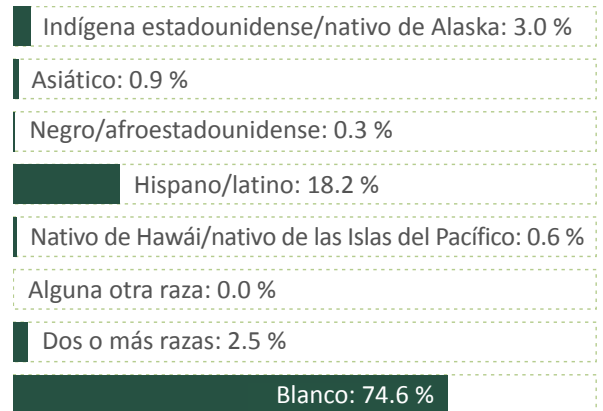 Indígena estadounidense/nativo de Alaska: 3.0 %
Asiático: 0.9 %
Negro/afroestadounidense: 0.3 %
Hispano/latino: 18.2 %
Nativo de Hawái/nativo de las Islas del Pacífico: 0.6 %
Alguna otra raza: 0.0 %
Dos o más razas: 2.5 %
Blanco: 74.6 %